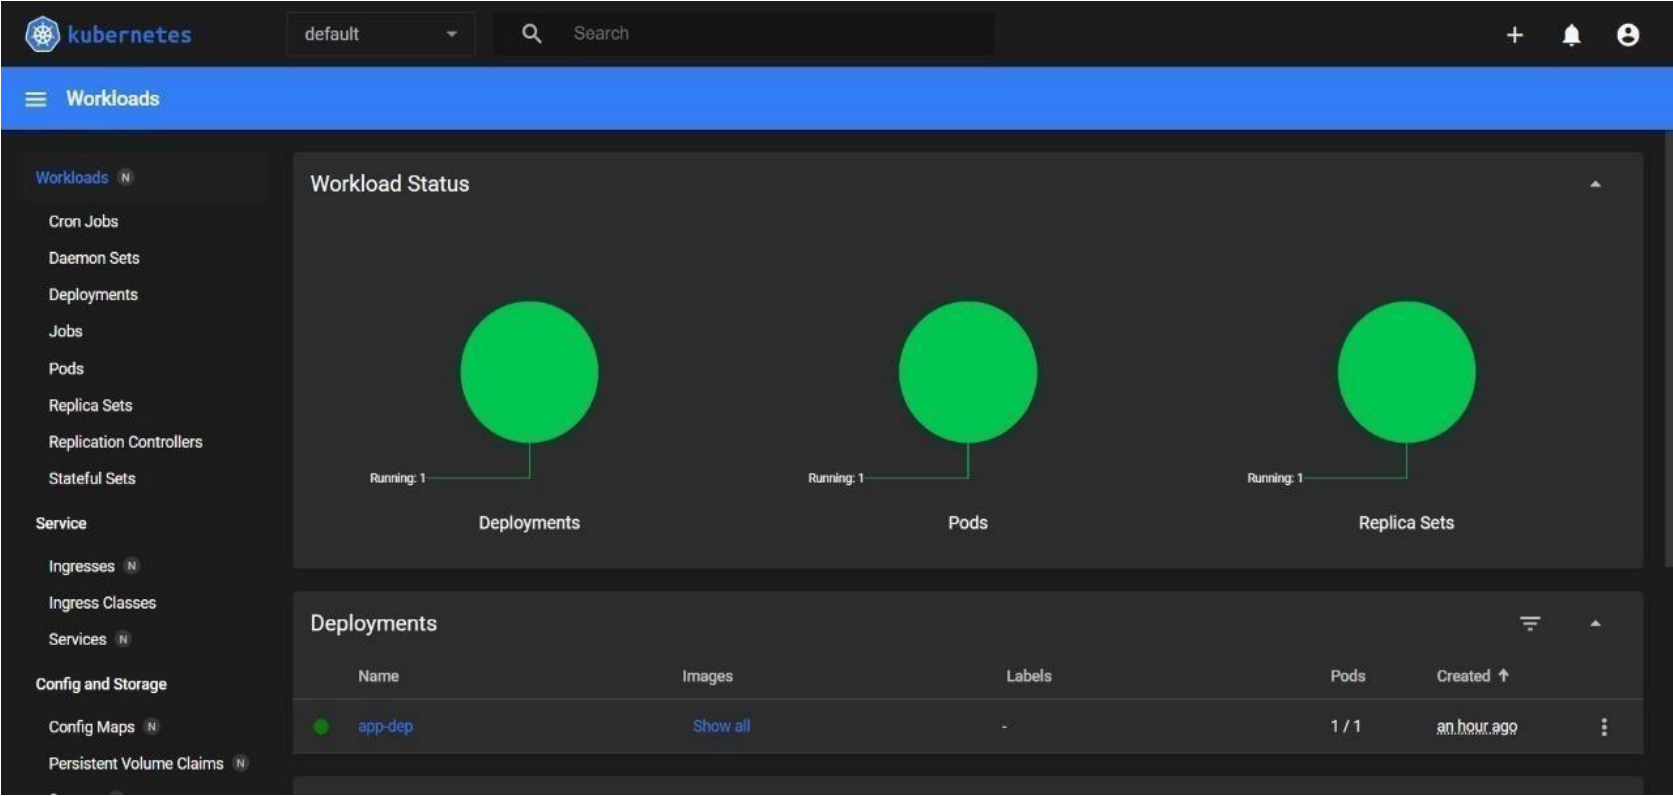 kubernetes
default
Search
Workloads
Workloads N
Cron Jobs
Daemon Sets
Deployments
Jobs
Pods
Replica Sets
Replication Controllers
Stateful Sets
Service
Ingresses N
Ingress Classes
Services N
Config and Storage
Config Maps N
Persistent Volume Claims N
Workload Status
Running: 1
Deployments
Running: 1
Pods
Running: 1
Replica Sets
Deployments
Name Images Labels Pods Created
app-dep Show all - 1 / 1 an hour ago